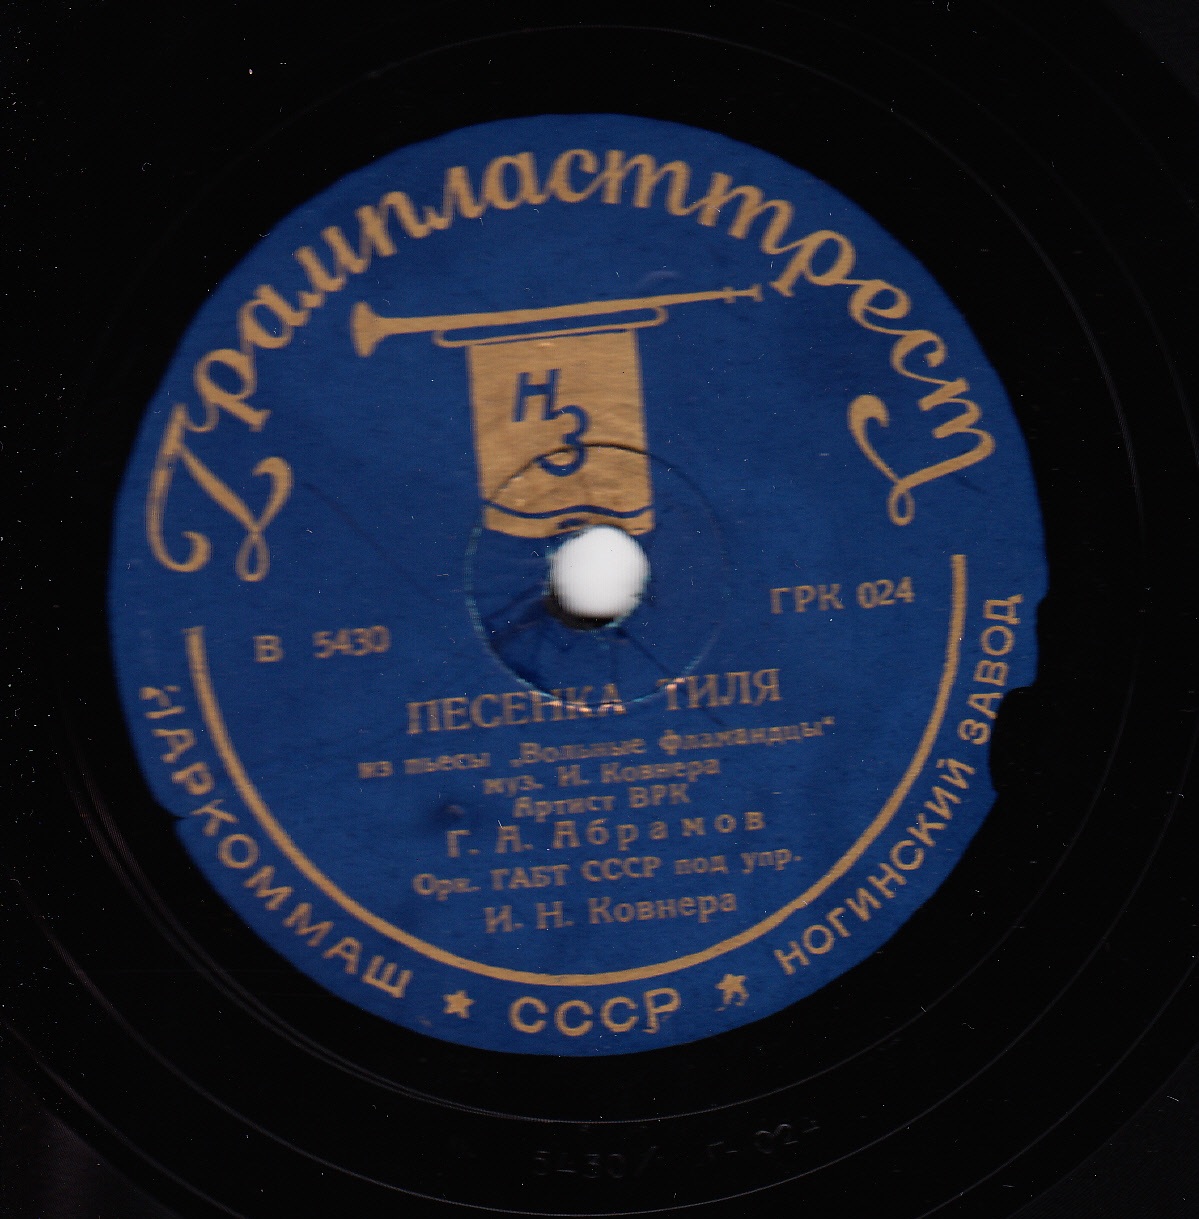 Грампласттрест
НЗ
В 5430
ГРК 024
ПЕСЕНКА ТИЛЯ
из пьесы „Вольные фламандцы“
муз. И. Ковнера
Артист ВРК
Г. А. Абрамов
Орк. ГАБТ СССР под упр.
И. Н. Ковнера
НАРКОММАШ ★ СССР ★ НОГИНСКИЙ ЗАВОД